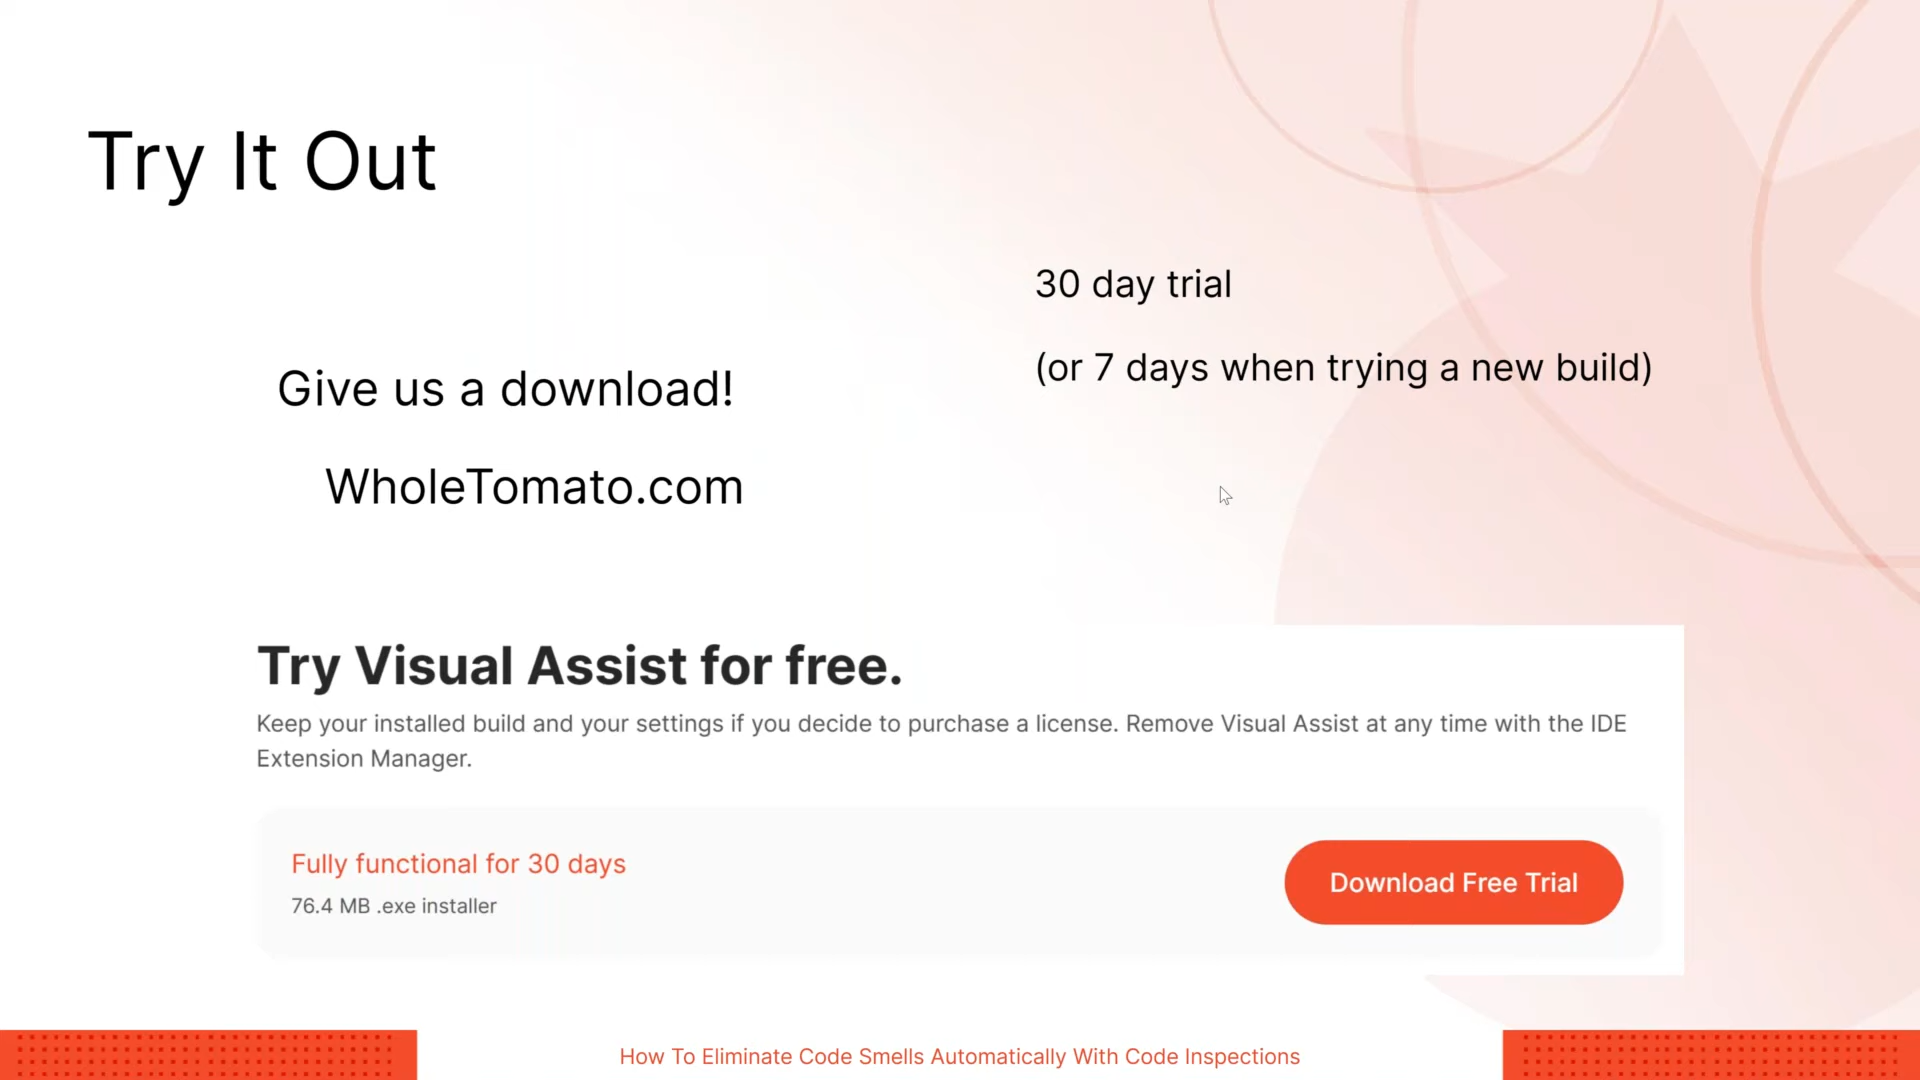 Try It Out
Give us a download!
WholeTomato.com
30 day trial
(or 7 days when trying a new build)
Try Visual Assist for free.
Keep your installed build and your settings if you decide to purchase a license. Remove Visual Assist at any time with the IDE
Extension Manager.
Fully functional for 30 days
76.4 MB .exe installer
Download Free Trial
How To Eliminate Code Smells Automatically With Code Inspections